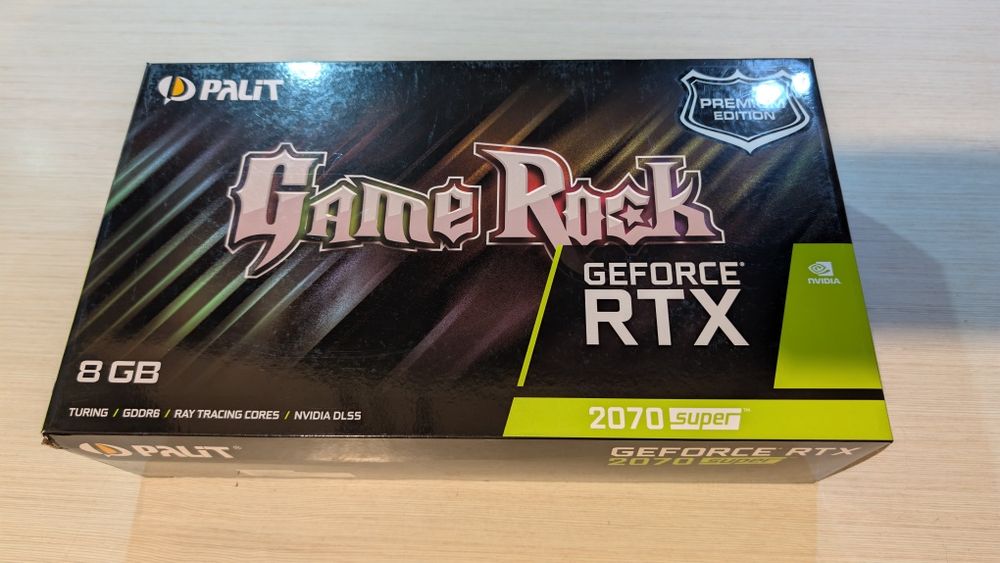 PALIT
PREMIUM
EDITION
GAME ROCK
GEFORCE®
RTX
NVIDIA
8 GB
TURING / GDDR6 / RAY TRACING CORES / NVIDIA DLSS
2070 SUPER™
PALIT®
GEFORCE RTX
2070 SUPER